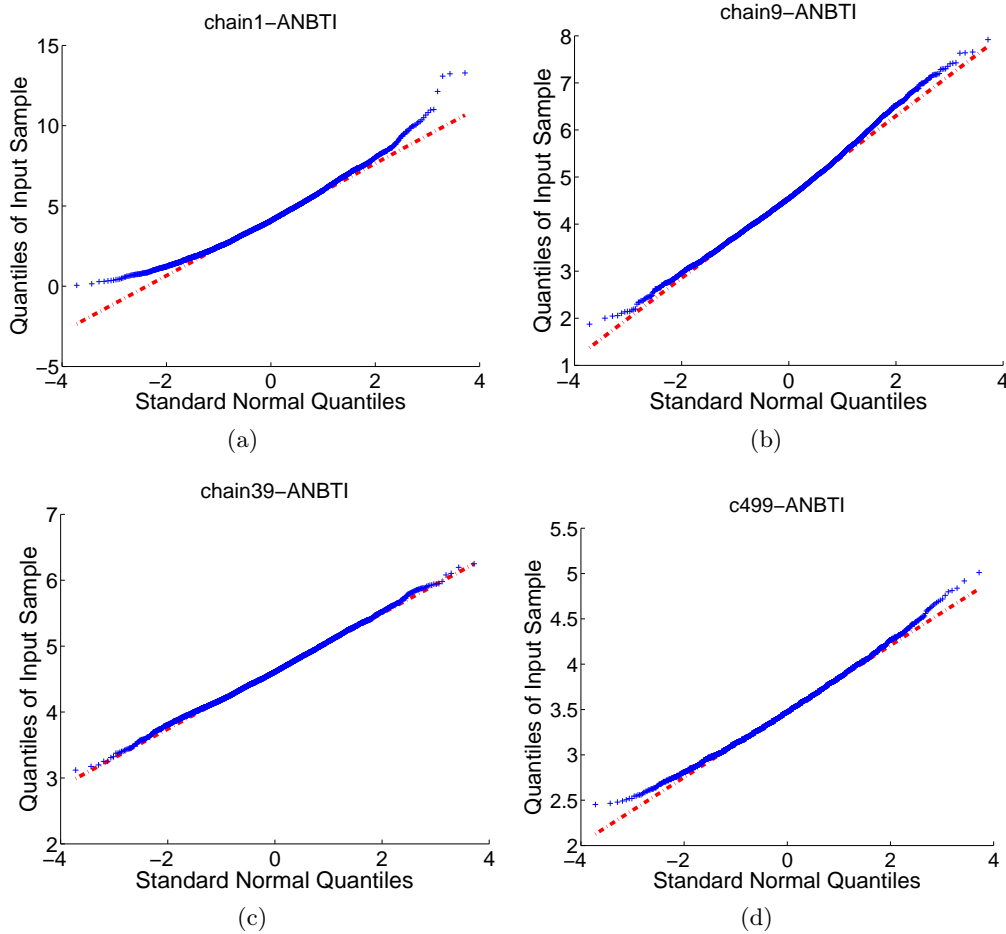 chain1−ANBTI
15
10
5
0
−5
−4 −2 0 2 4
Quantiles of Input Sample
Standard Normal Quantiles
(a)
chain9−ANBTI
8
7
6
5
4
3
2
1
−4 −2 0 2 4
Quantiles of Input Sample
Standard Normal Quantiles
(b)
chain39−ANBTI
7
6
5
4
3
2
−4 −2 0 2 4
Quantiles of Input Sample
Standard Normal Quantiles
(c)
c499−ANBTI
5.5
5
4.5
4
3.5
3
2.5
2
−4 −2 0 2 4
Quantiles of Input Sample
Standard Normal Quantiles
(d)